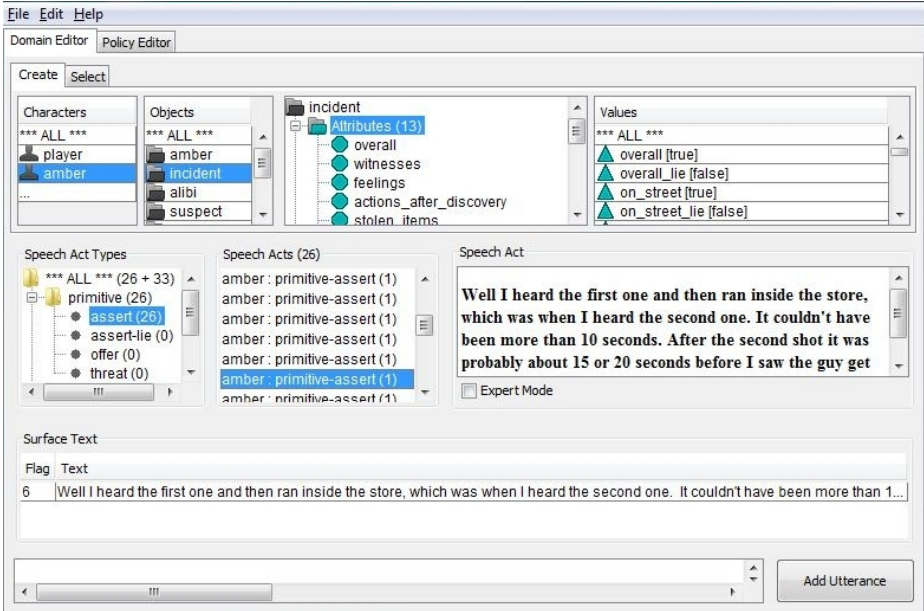 File Edit Help
Domain Editor Policy Editor
Create Select
Characters
*** ALL ***
player
amber
...
Objects
*** ALL ***
amber
incident
alibi
suspect
incident
Attributes (13)
overall
witnesses
feelings
actions_after_discovery
stolen_items
Values
*** ALL ***
overall [true]
overall_lie [false]
on_street [true]
on_street_lie [false]
Speech Act Types
*** ALL *** (26 + 33)
primitive (26)
assert (26)
assert-lie (0)
offer (0)
threat (0)
Speech Acts (26)
amber : primitive-assert (1)
amber : primitive-assert (1)
amber : primitive-assert (1)
amber : primitive-assert (1)
amber : primitive-assert (1)
amber : primitive-assert (1)
amber : primitive-assert (1)
Speech Act
Well I heard the first one and then ran inside the store,
which was when I heard the second one. It couldn't have
been more than 10 seconds. After the second shot it was
probably about 15 or 20 seconds before I saw the guy get
Expert Mode
Surface Text
Flag Text
6 Well I heard the first one and then ran inside the store, which was when I heard the second one. It couldn't have been more than 1...
Add Utterance